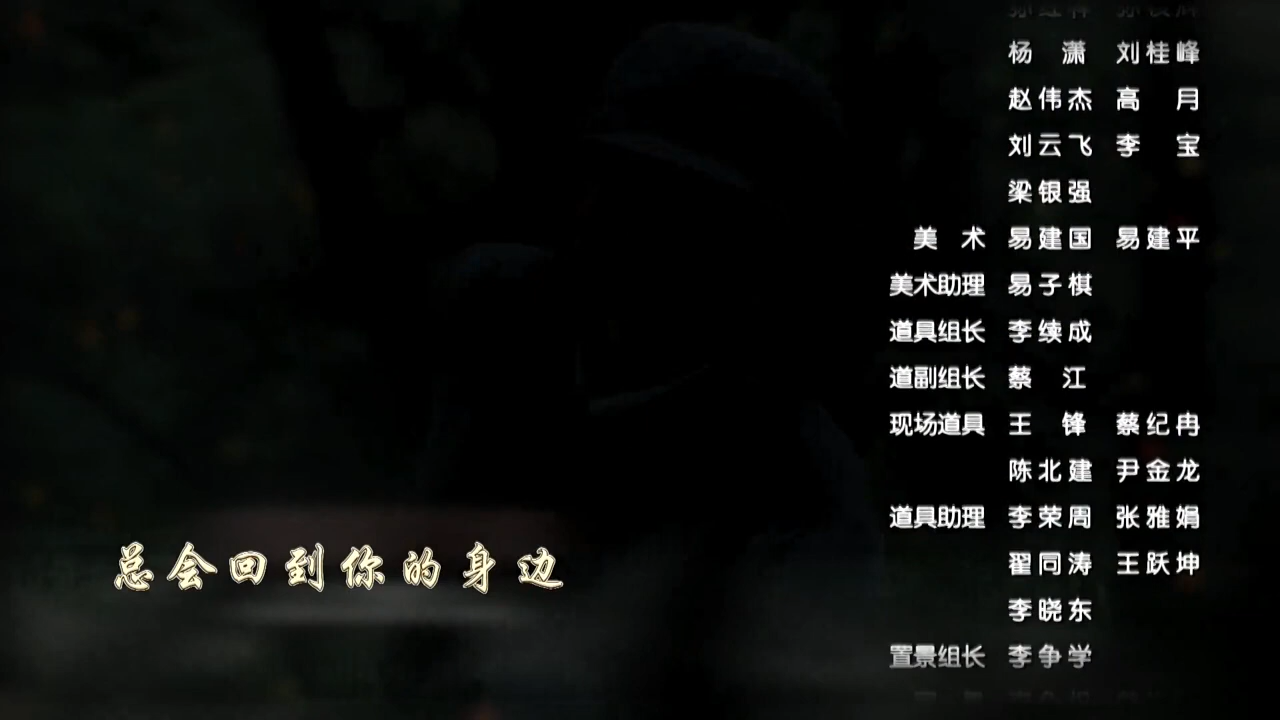 杨潇 刘桂峰
赵伟杰 高月
刘云飞 李宝
梁银强
美术 易建国 易建平
美术助理 易子棋
道具组长 李续成
道副组长 蔡江
现场道具 王锋 蔡纪冉
陈北建 尹金龙
道具助理 李荣周 张雅娟
翟同涛 王跃坤
李晓东
置景组长 李争学
总会回到你的身边